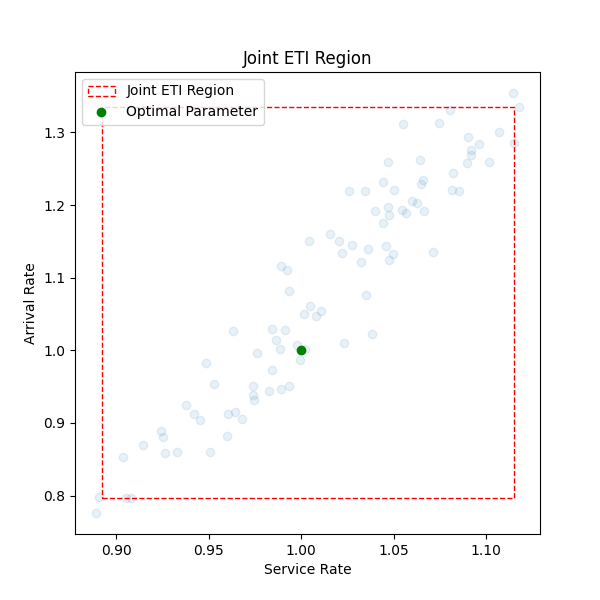 Joint ETI Region
Joint ETI Region
Optimal Parameter
Arrival Rate
1.3
1.2
1.1
1.0
0.9
0.8
0.90 0.95 1.00 1.05 1.10
Service Rate